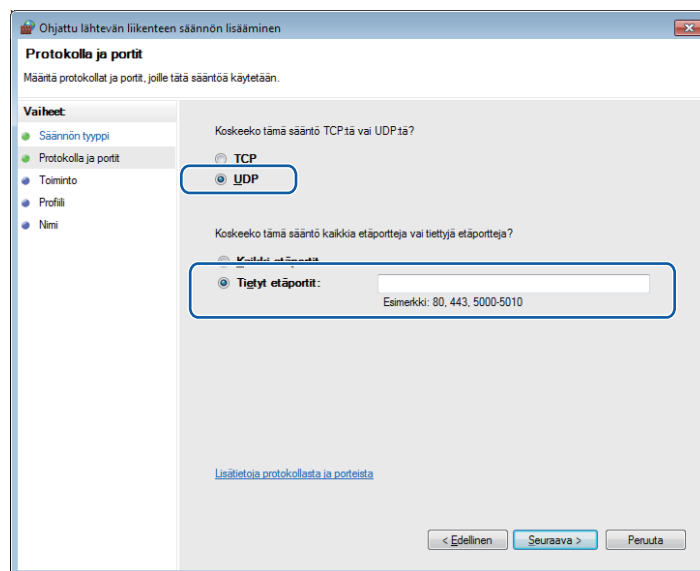 Ohjattu lähtevän liikenteen säännön lisääminen
Protokolla ja portit
Määritä protokollat ja portit, joille tätä sääntöä käytetään.
Vaiheet:
Säännön tyyppi
Protokolla ja portit
Toiminto
Profiili
Nimi
Koskeeko tämä sääntö TCP:tä vai UDP:tä?
TCP
UDP
Koskeeko tämä sääntö kaikkia etäportteja vai tiettyjä etäportteja?
Kaikki etäportit
Tietyt etäportit:
Esimerkki: 80, 443, 5000-5010
Lisätietoja protokollasta ja porteista
< Edellinen
Seuraava >
Peruuta